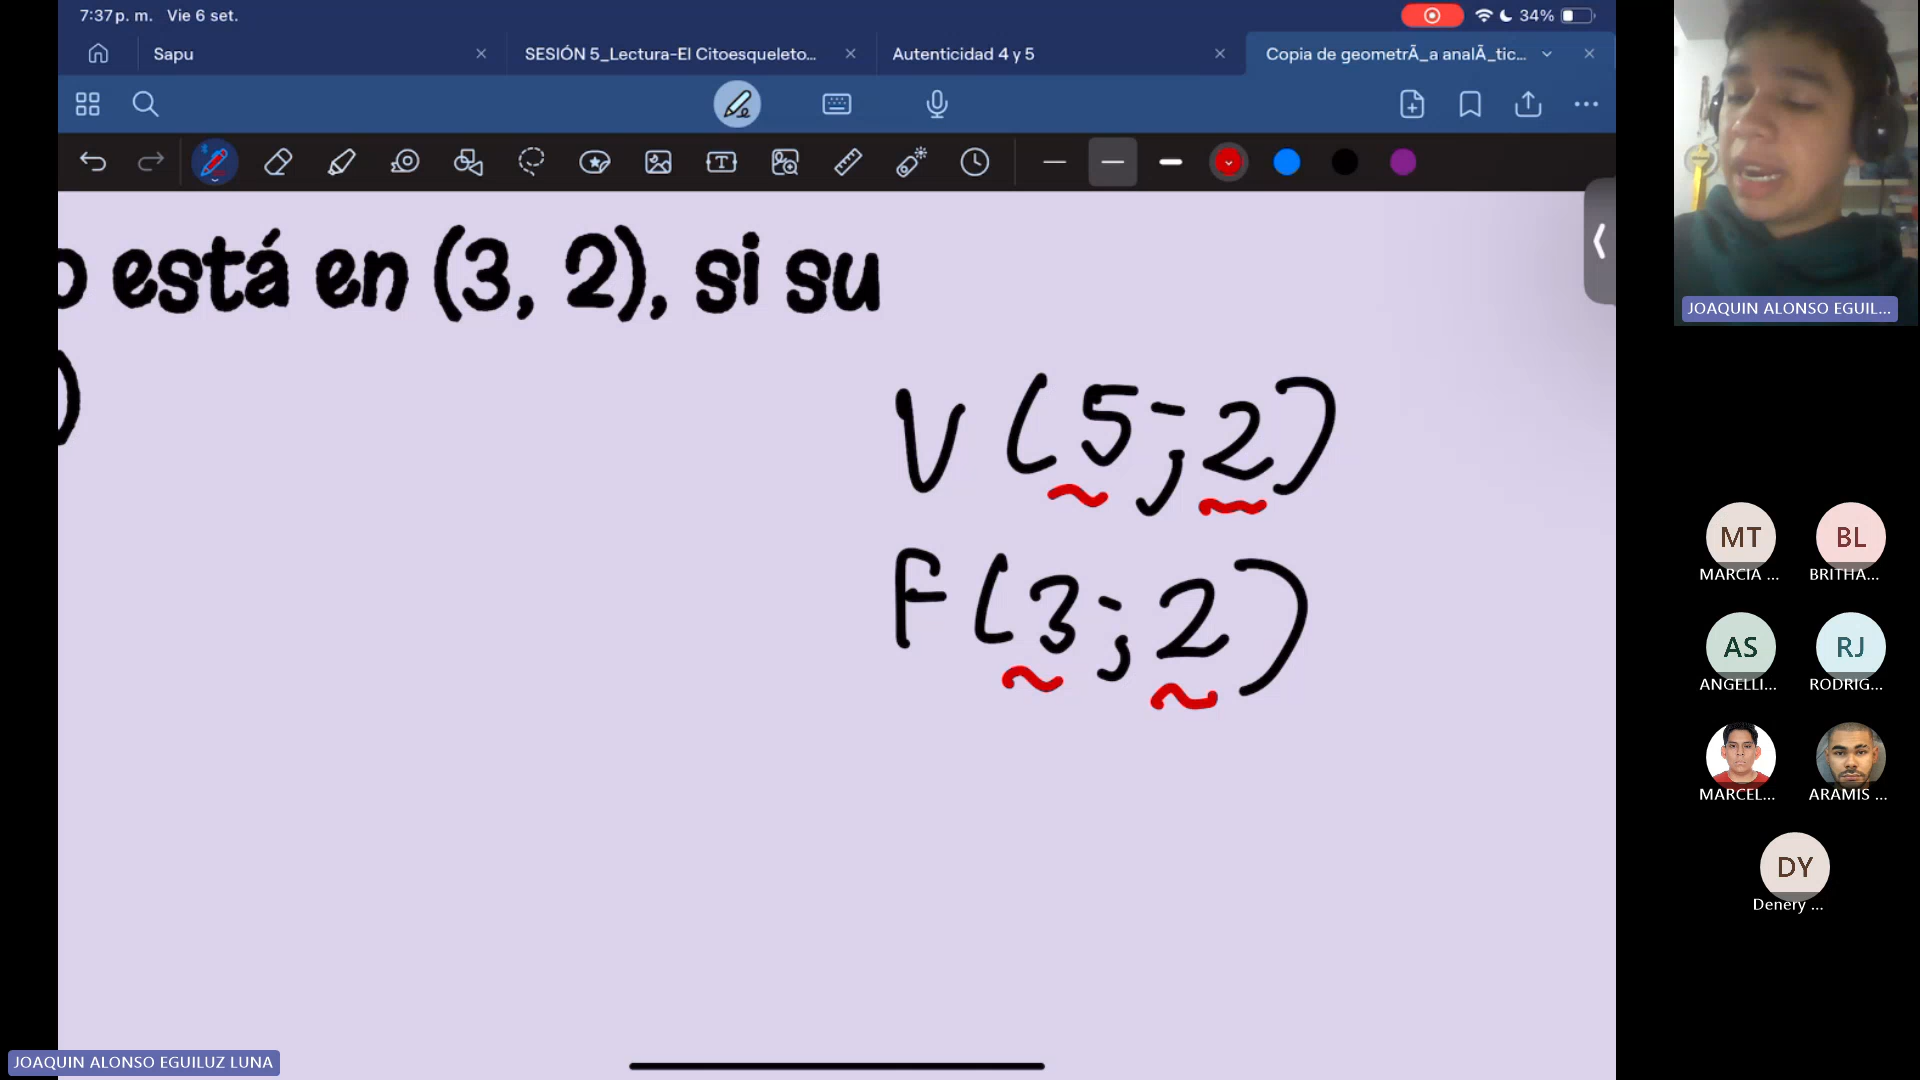 7:37 p. m. Vie 6 set.
34%
Sapu
SESIÓN 5_Lectura-El Citoesqueleto...
Autenticidad 4 y 5
Copia de geometrÃ_a analÃ_tic...
o está en (3, 2), si su
)
V (5 ; 2)
F (3 ; 2)
JOAQUIN ALONSO EGUIL...
MT
MARCIA ...
BL
BRITHA...
AS
ANGELLI...
RJ
RODRIG...
MARCEL...
ARAMIS ...
DY
Denery ...
JOAQUIN ALONSO EGUILUZ LUNA